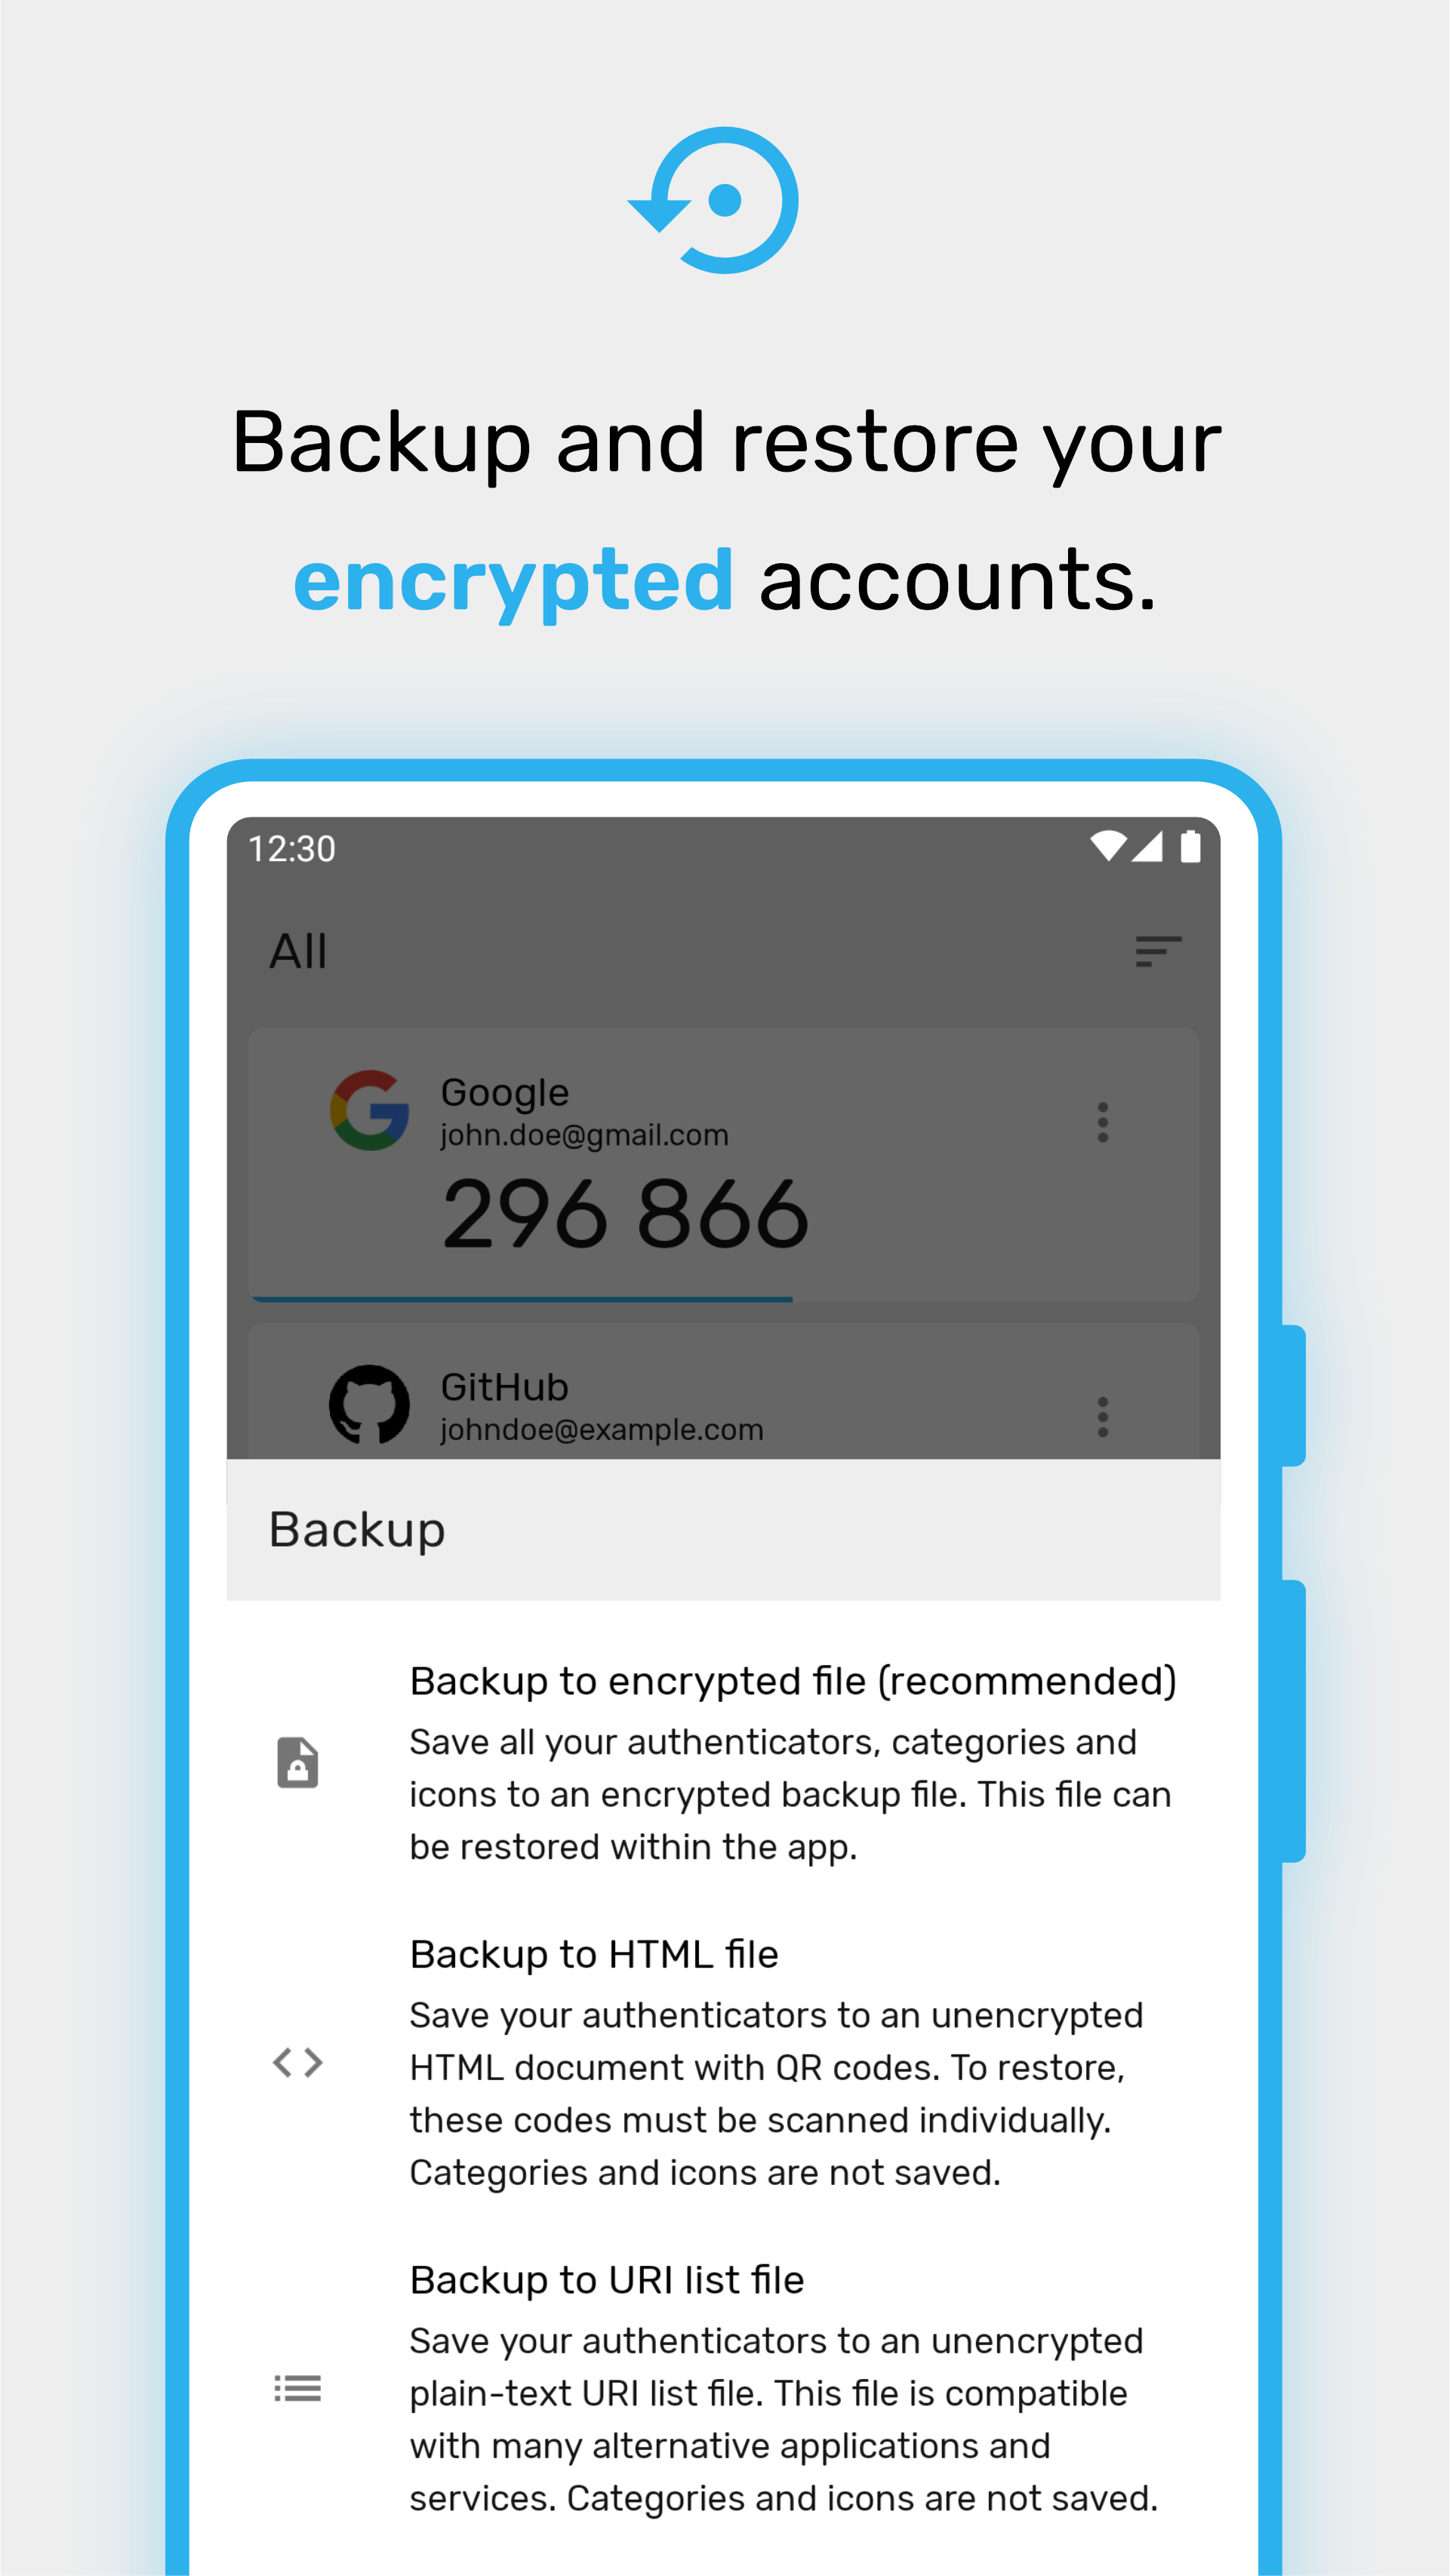 Backup and restore your
encrypted accounts.
12:30
All
Google
john.doe@gmail.com
296 866
GitHub
johndoe@example.com
Backup
Backup to encrypted file (recommended)
Save all your authenticators, categories and
icons to an encrypted backup file. This file can
be restored within the app.
Backup to HTML file
Save your authenticators to an unencrypted
HTML document with QR codes. To restore,
these codes must be scanned individually.
Categories and icons are not saved.
Backup to URI list file
Save your authenticators to an unencrypted
plain-text URI list file. This file is compatible
with many alternative applications and
services. Categories and icons are not saved.